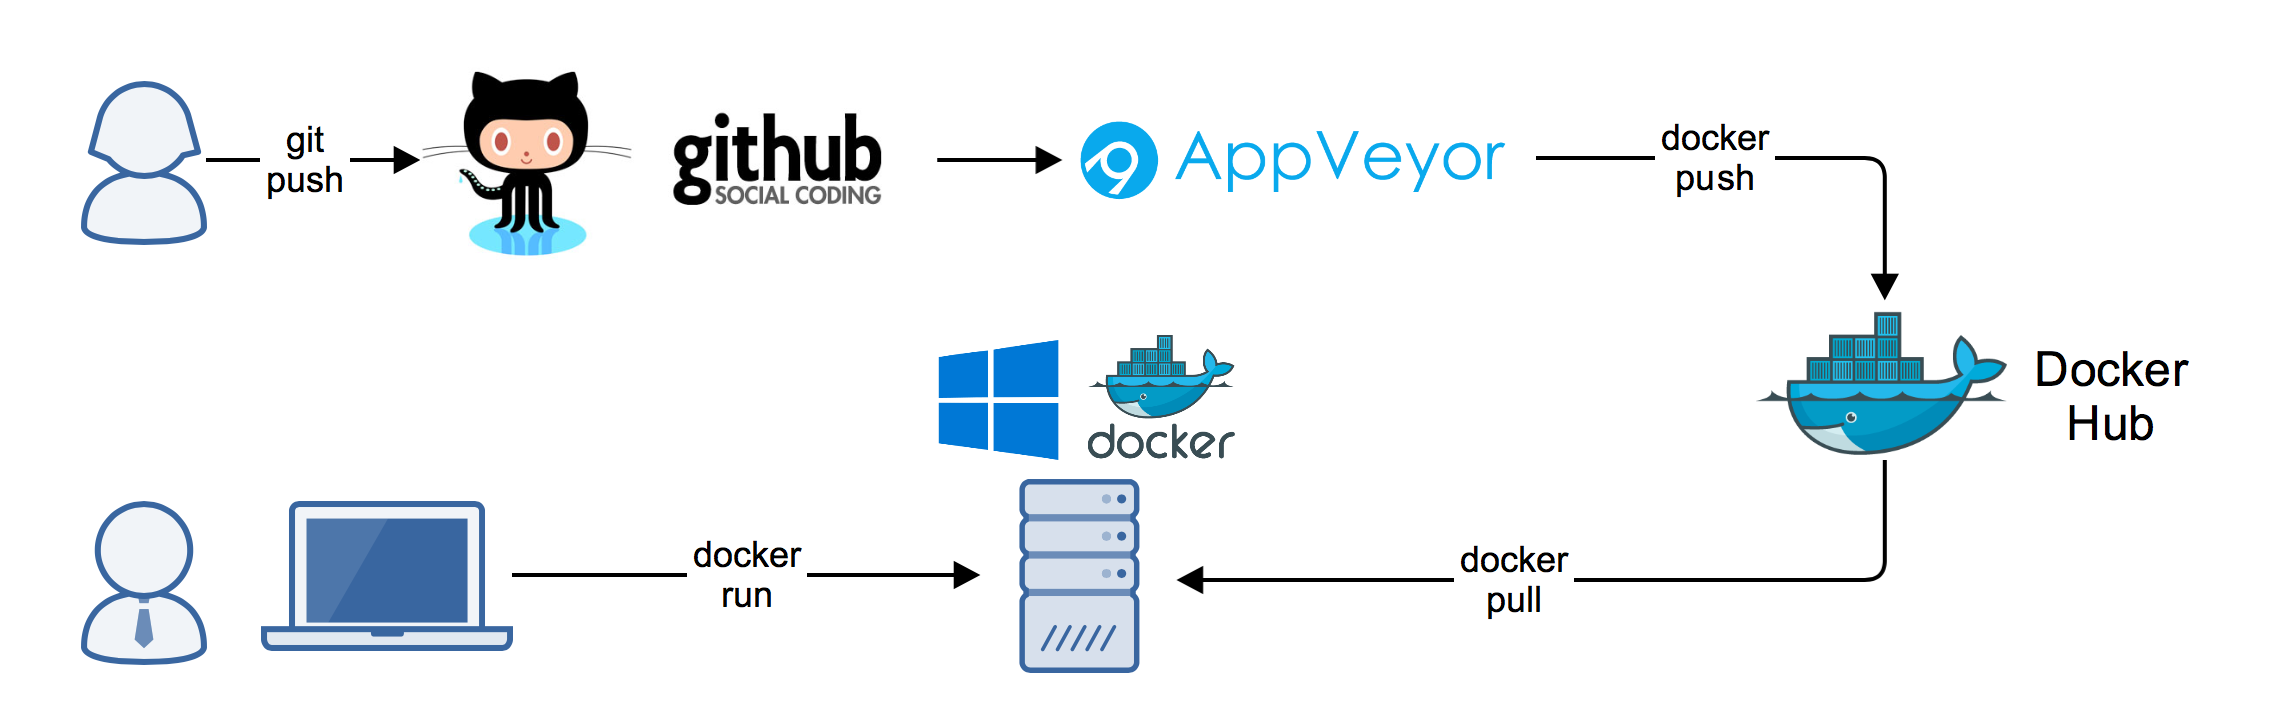 git
push
github
SOCIAL CODING
AppVeyor
docker
push
docker
Docker
Hub
docker
run
docker
pull